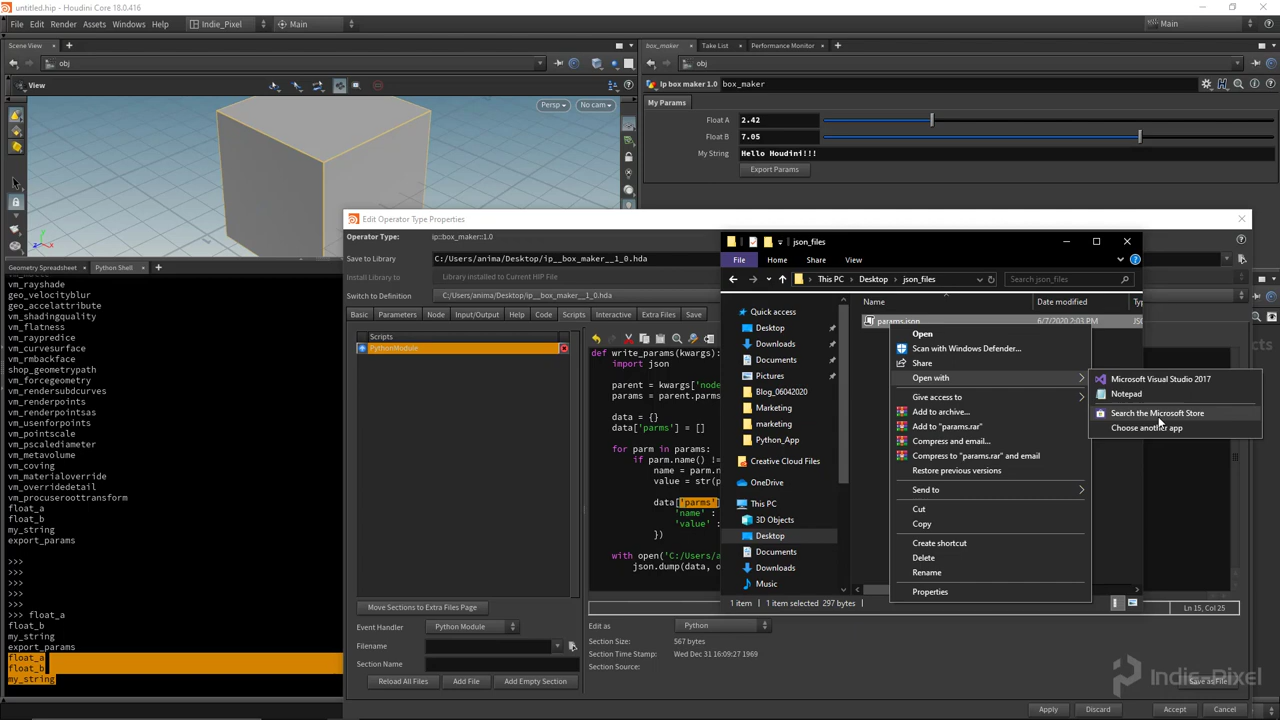 untitled.hip - Houdini Core 18.0.416
File Edit Render Assets Windows Help Indie_Pixel Main
Main
Scene View
box_maker Take List Performance Monitor
obj
obj
View
Persp No cam
Ip box maker 1.0 box_maker
My Params
Float A 2.42
Float B 7.05
My String Hello Houdini!!!
Export Params
Edit Operator Type Properties
Operator Type: ip::box_maker::1.0
Save to Library C:/Users/anima/Desktop/ip__box_maker__1_0.hda
Install Library to Library installed to Current HIP File
Switch to Definition C:/Users/anima/Desktop/ip__box_maker__1_0.hda
Basic Parameters Node Input/Output Help Code Scripts Interactive Extra Files Save
Scripts
PythonModule
def write_params(kwargs):
import json
parent = kwargs['node
params = parent.parms
data = {}
data['parms'] = []
for parm in params:
if parm.name() !=
name = parm.n
value = str(p
data['parms']
'name' :
'value' :
})
with open('C:/Users/a
json.dump(data, o
Move Sections to Extra Files Page
Event Handler Python Module
Filename
Section Name
Reload All Files Add File Add Empty Section
Ln 15, Col 25
Edit as Python
Section Size: 567 bytes
Section Time Stamp: Wed Dec 31 16:09:27 1969
Section Source:
Save as File
Apply Discard Accept Cancel
Geometry Spreadsheet Python Shell
vm_rayshade
geo_velocityblur
geo_accelattribute
vm_shadingquality
vm_flatness
vm_raypredice
vm_curvesurface
vm_rmbackface
shop_geometrypath
vm_forcegeometry
vm_rendersubdcurves
vm_renderpoints
vm_renderpointsas
vm_usenforpoints
vm_pointscale
vm_pscalediameter
vm_metavolume
vm_coving
vm_materialoverride
vm_overridedetail
vm_procuseroottransform
float_a
float_b
my_string
export_params
>>>
>>>
>>>
>>>
>>>
>>> float_a
float_b
my_string
export_params
float_a
float_b
my_string
json_files
File Home Share View
This PC Desktop json_files Search json_files
Name Date modified Ty
params.json 6/7/2020 2:03 PM JSO
Quick access
Desktop
Downloads
Documents
Pictures
Blog_06042020
Marketing
marketing
Python_App
Creative Cloud Files
OneDrive
This PC
3D Objects
Desktop
Documents
Downloads
Music
1 item 1 item selected 297 bytes
Open
Scan with Windows Defender...
Share
Open with
Give access to
Add to archive...
Add to "params.rar"
Compress and email...
Compress to "params.rar" and email
Restore previous versions
Send to
Cut
Copy
Create shortcut
Delete
Rename
Properties
Microsoft Visual Studio 2017
Notepad
Search the Microsoft Store
Choose another app
Indie-Pixel